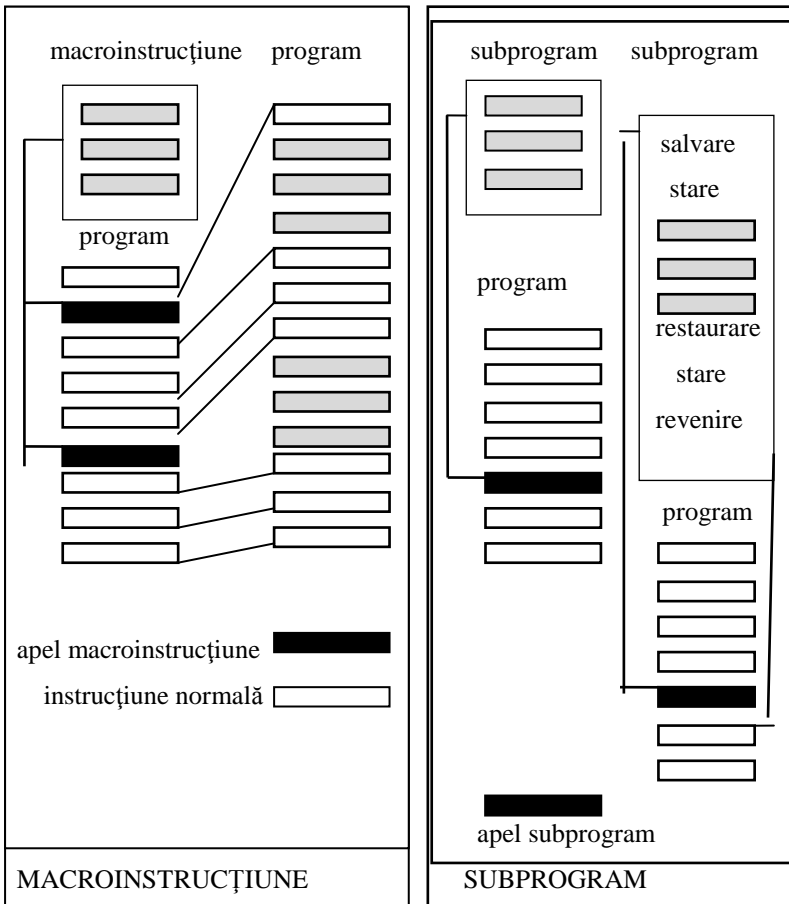 macroinstrucţiune program
program
apel macroinstrucţiune
instrucţiune normală
MACROINSTRUCŢIUNE
subprogram subprogram
salvare
stare
program
restaurare
stare
revenire
program
apel subprogram
SUBPROGRAM